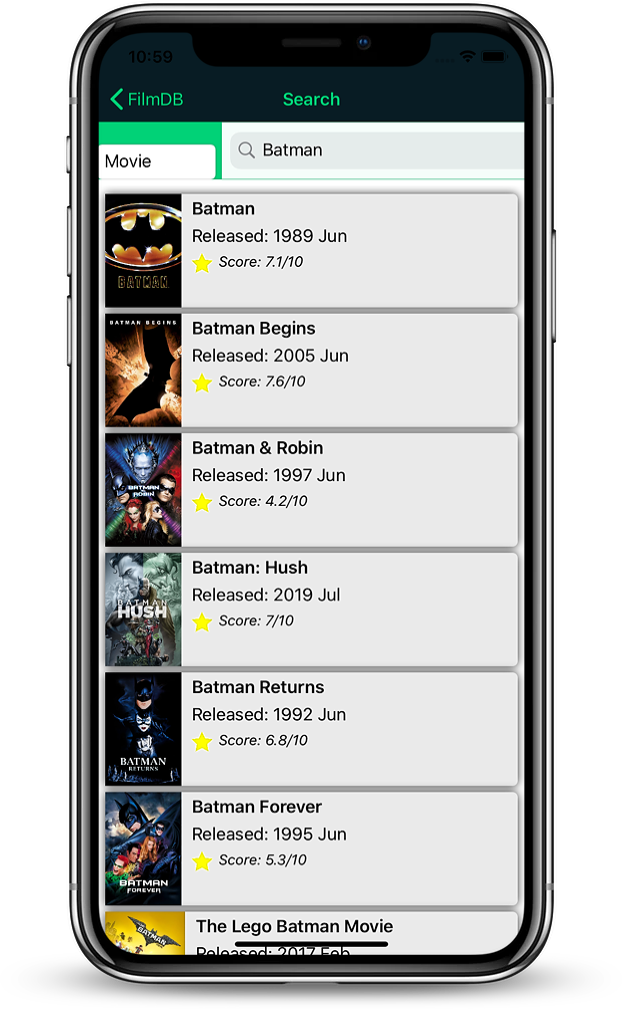 10:59
FilmDB
Search
Movie
Batman
Batman
Released: 1989 Jun
Score: 7.1/10
BATMAN
BATMAN BEGINS
Batman Begins
Released: 2005 Jun
Score: 7.6/10
Batman & Robin
Released: 1997 Jun
Score: 4.2/10
BATMAN
ROBIN
Batman: Hush
Released: 2019 Jul
Score: 7/10
BATMAN
HUSH
Batman Returns
Released: 1992 Jun
Score: 6.8/10
BATMAN
RETURNS
Batman Forever
Released: 1995 Jun
Score: 5.3/10
BATMAN
FOREVER
The Lego Batman Movie
Released: 2017 Feb
BATMAN